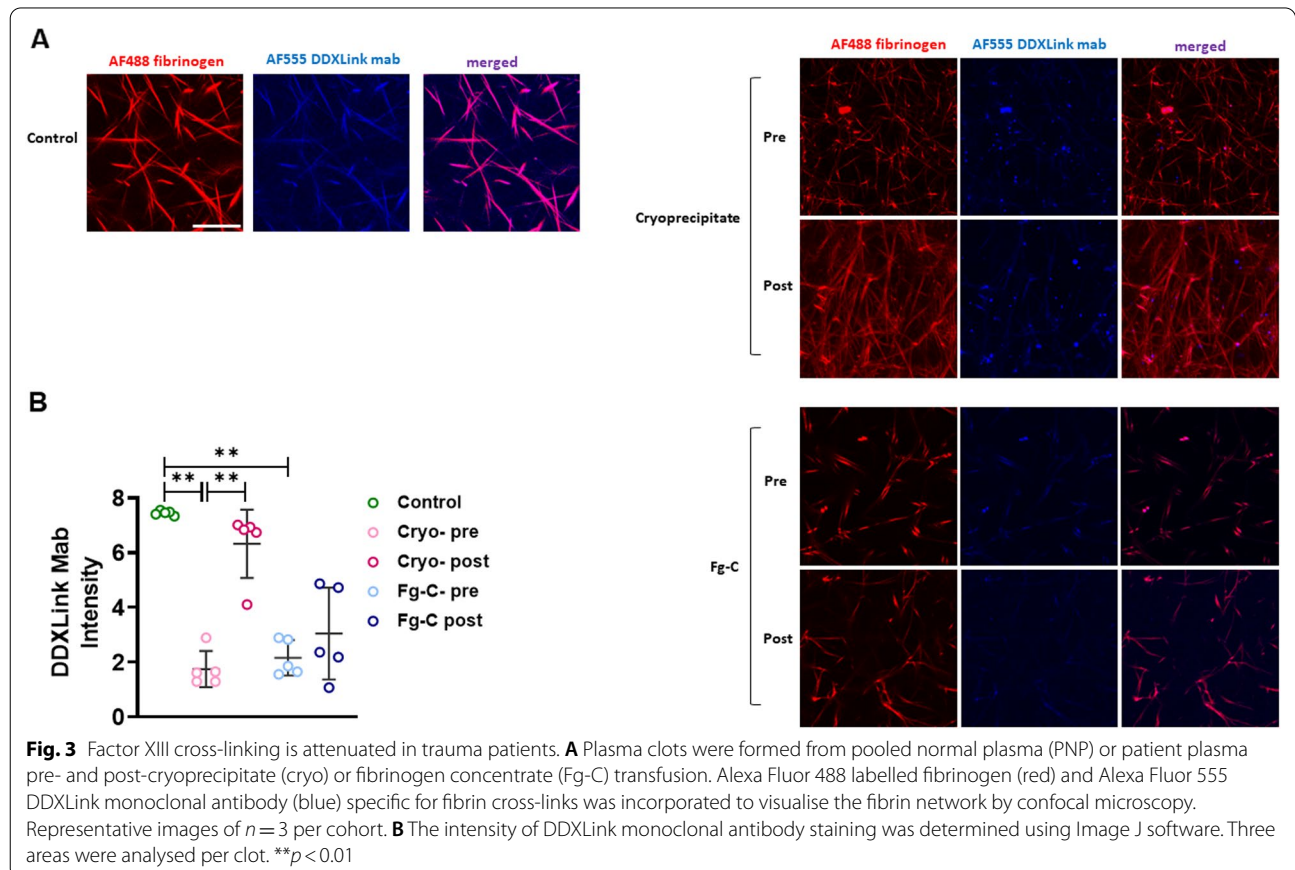 A
AF488 fibrinogen AF555 DDXLink mab merged
Control
AF488 fibrinogen AF555 DDXLink mab merged
Pre
Cryoprecipitate
Post
Pre
Fg-C
Post
B
**
** **
DDXLink Mab
Intensity
8
6
4
2
0
Control
Cryo- pre
Cryo- post
Fg-C- pre
Fg-C post
Fig. 3 Factor XIII cross-linking is attenuated in trauma patients. A Plasma clots were formed from pooled normal plasma (PNP) or patient plasma
pre- and post-cryoprecipitate (cryo) or fibrinogen concentrate (Fg-C) transfusion. Alexa Fluor 488 labelled fibrinogen (red) and Alexa Fluor 555
DDXLink monoclonal antibody (blue) specific for fibrin cross-links was incorporated to visualise the fibrin network by confocal microscopy.
Representative images of n = 3 per cohort. B The intensity of DDXLink monoclonal antibody staining was determined using Image J software. Three
areas were analysed per clot. **p < 0.01